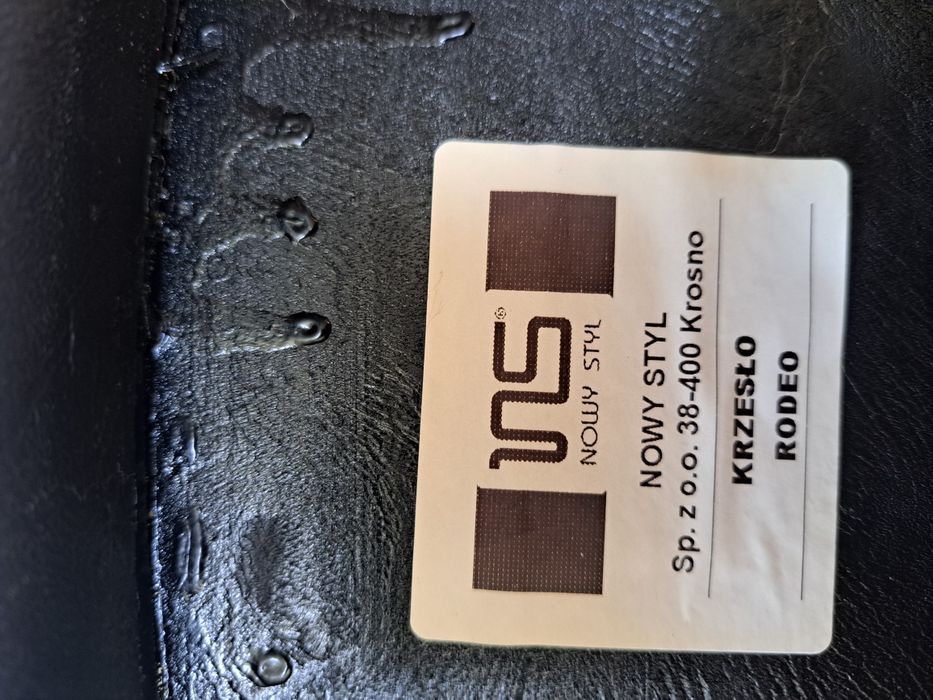 NS®
NOWY STYL
NOWY STYL
Sp. z o.o. 38-400 Krosno
KRZESŁO
RODEO